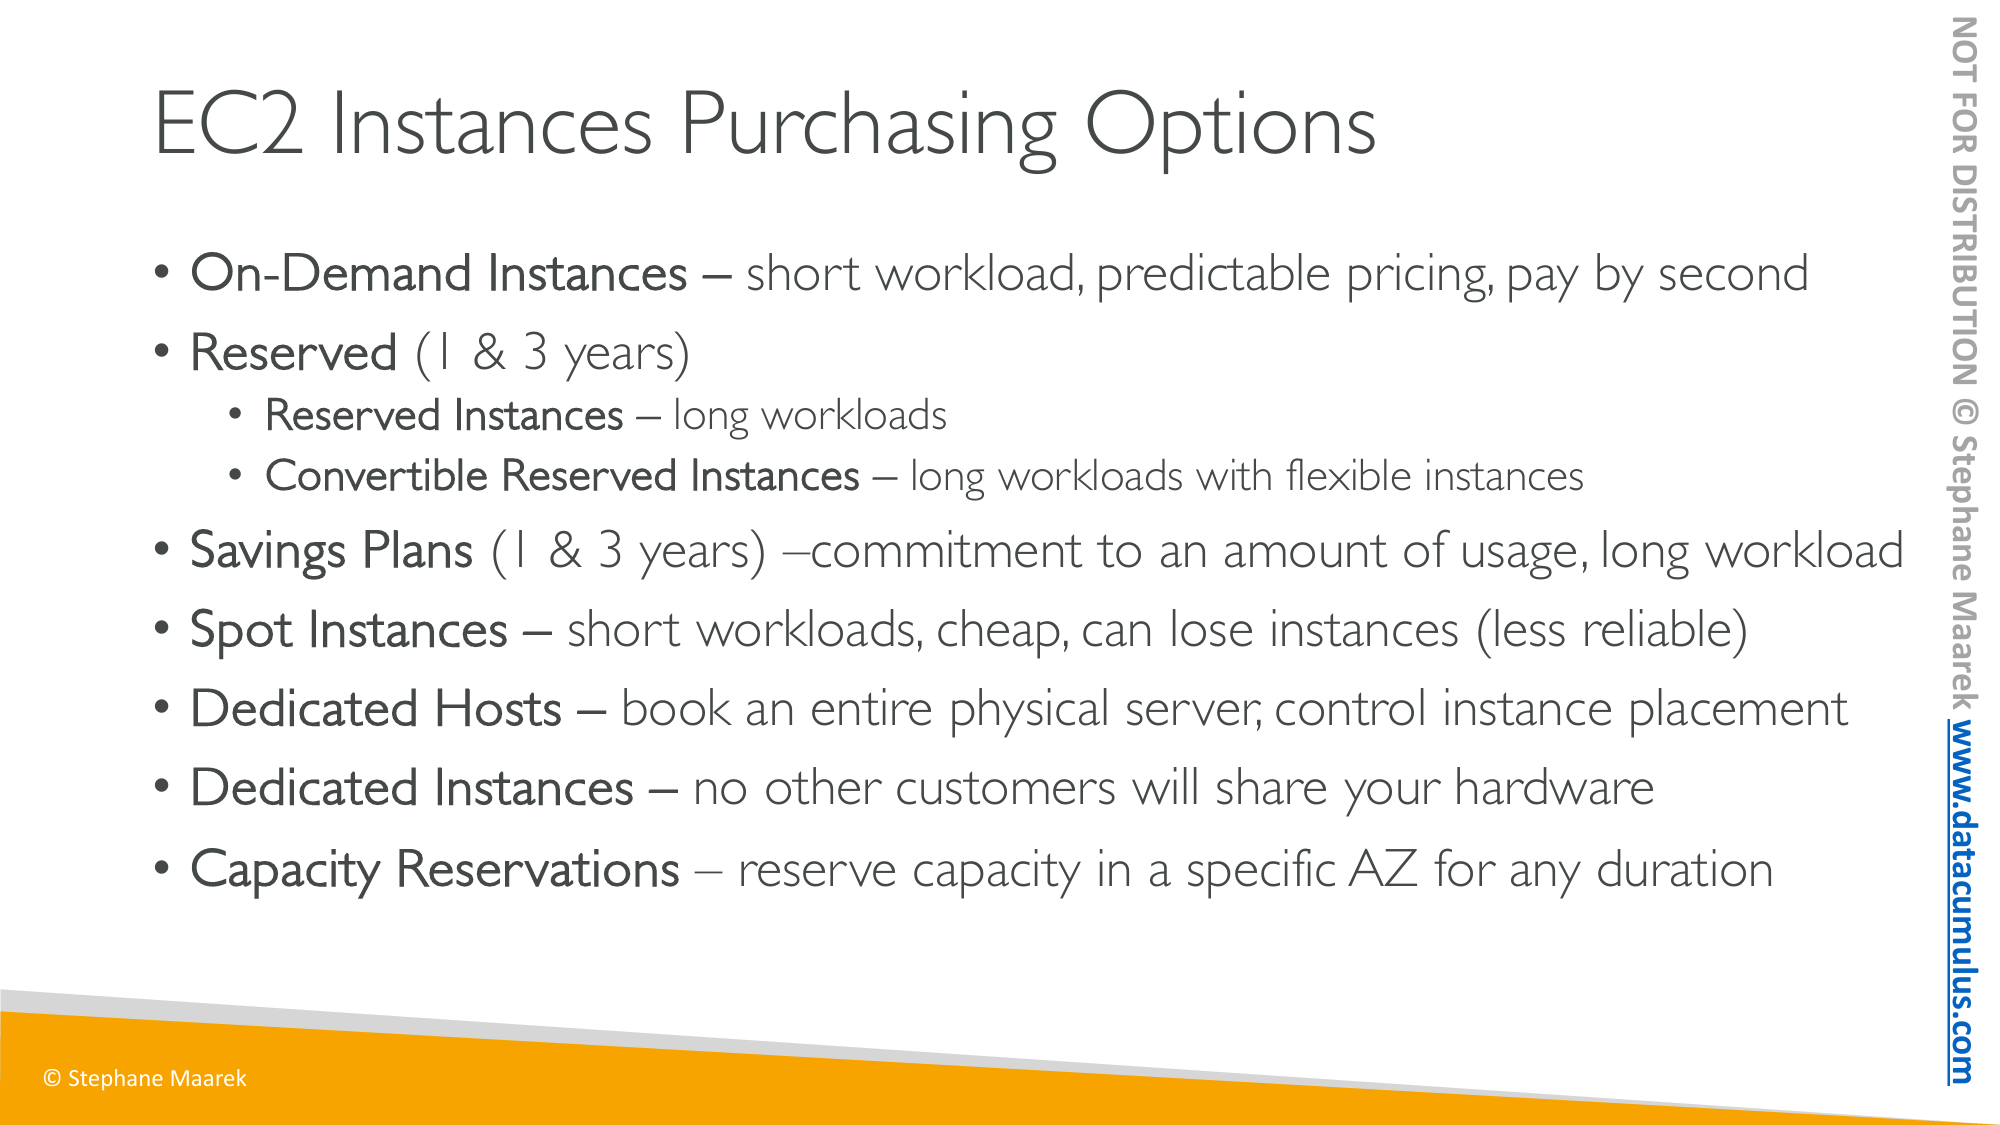 EC2 Instances Purchasing Options
• On-Demand Instances – short workload, predictable pricing, pay by second
• Reserved (1 & 3 years)
• Reserved Instances – long workloads
• Convertible Reserved Instances – long workloads with flexible instances
• Savings Plans (1 & 3 years) –commitment to an amount of usage, long workload
• Spot Instances – short workloads, cheap, can lose instances (less reliable)
• Dedicated Hosts – book an entire physical server, control instance placement
• Dedicated Instances – no other customers will share your hardware
• Capacity Reservations – reserve capacity in a specific AZ for any duration
© Stephane Maarek
NOT FOR DISTRIBUTION © Stephane Maarek www.datacumulus.com